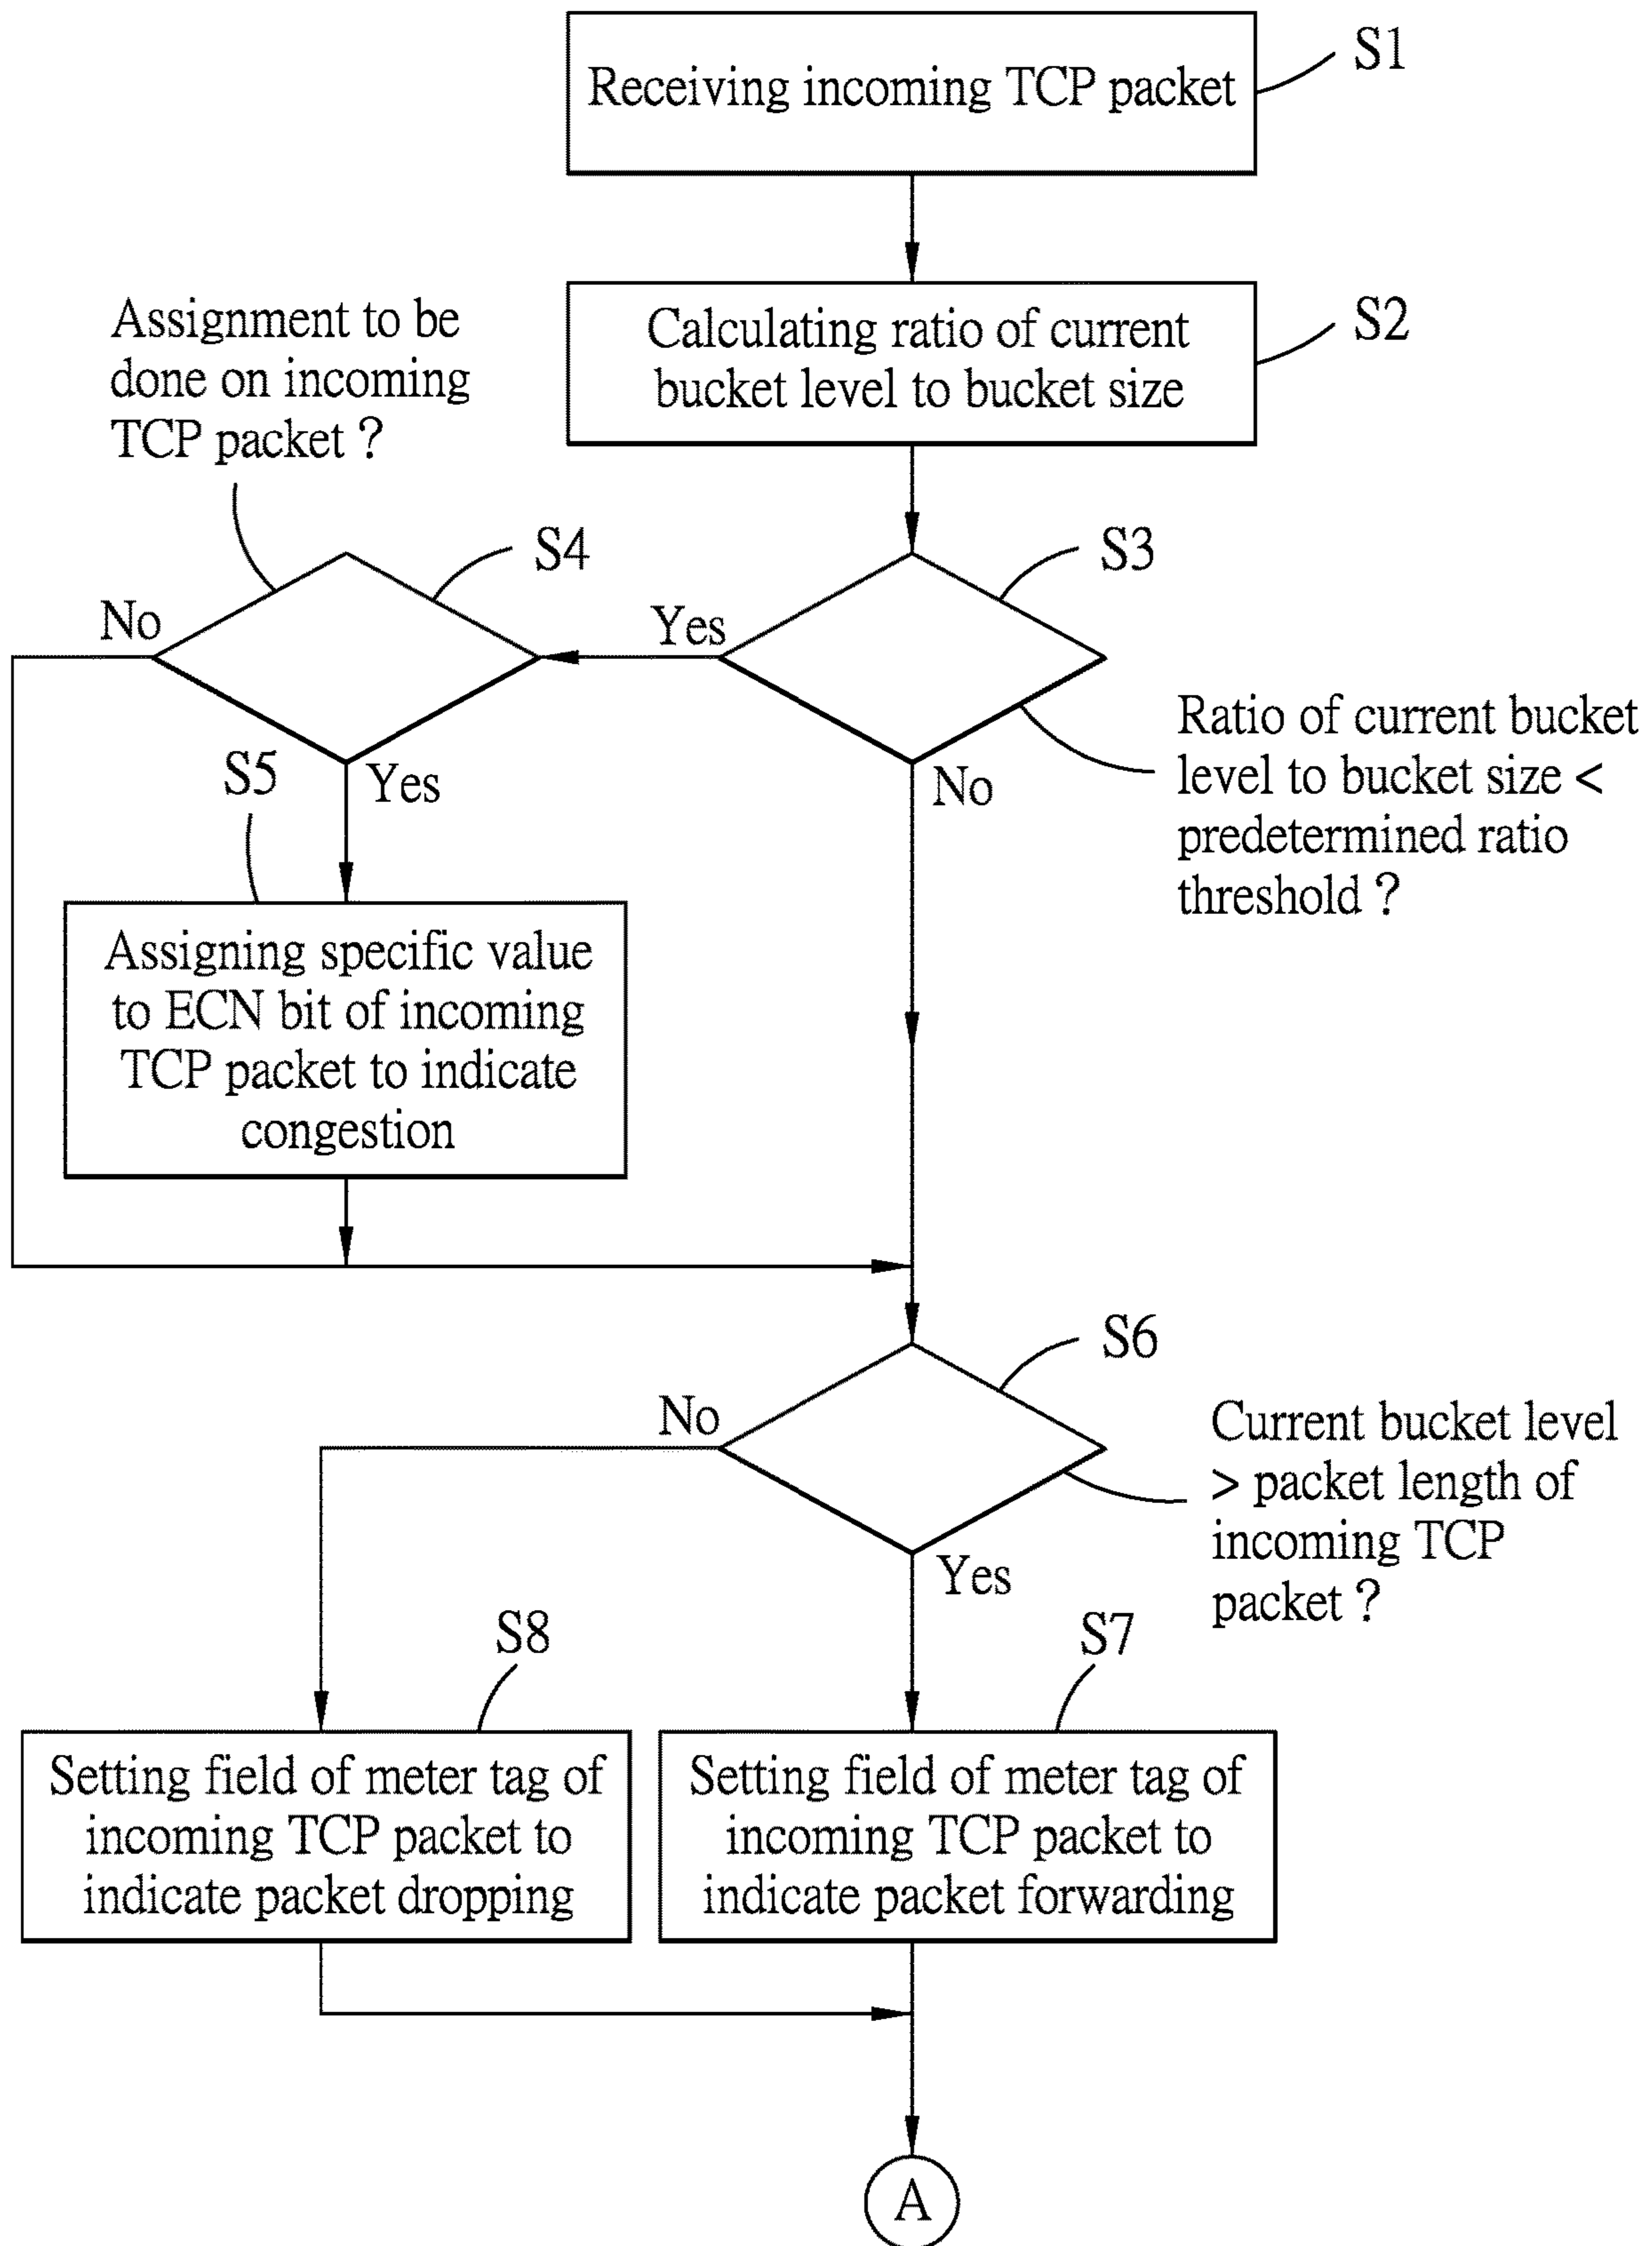 Receiving incoming TCP packet
S1
Calculating ratio of current
bucket level to bucket size
S2
Assignment to be
done on incoming
TCP packet ?
S4
S3
No
Yes
Ratio of current bucket
level to bucket size <
predetermined ratio
threshold ?
S5
Yes
No
Assigning specific value
to ECN bit of incoming
TCP packet to indicate
congestion
S6
No
Current bucket level
> packet length of
incoming TCP
packet ?
Yes
S8
S7
Setting field of meter tag of
incoming TCP packet to
indicate packet dropping
Setting field of meter tag of
incoming TCP packet to
indicate packet forwarding
A